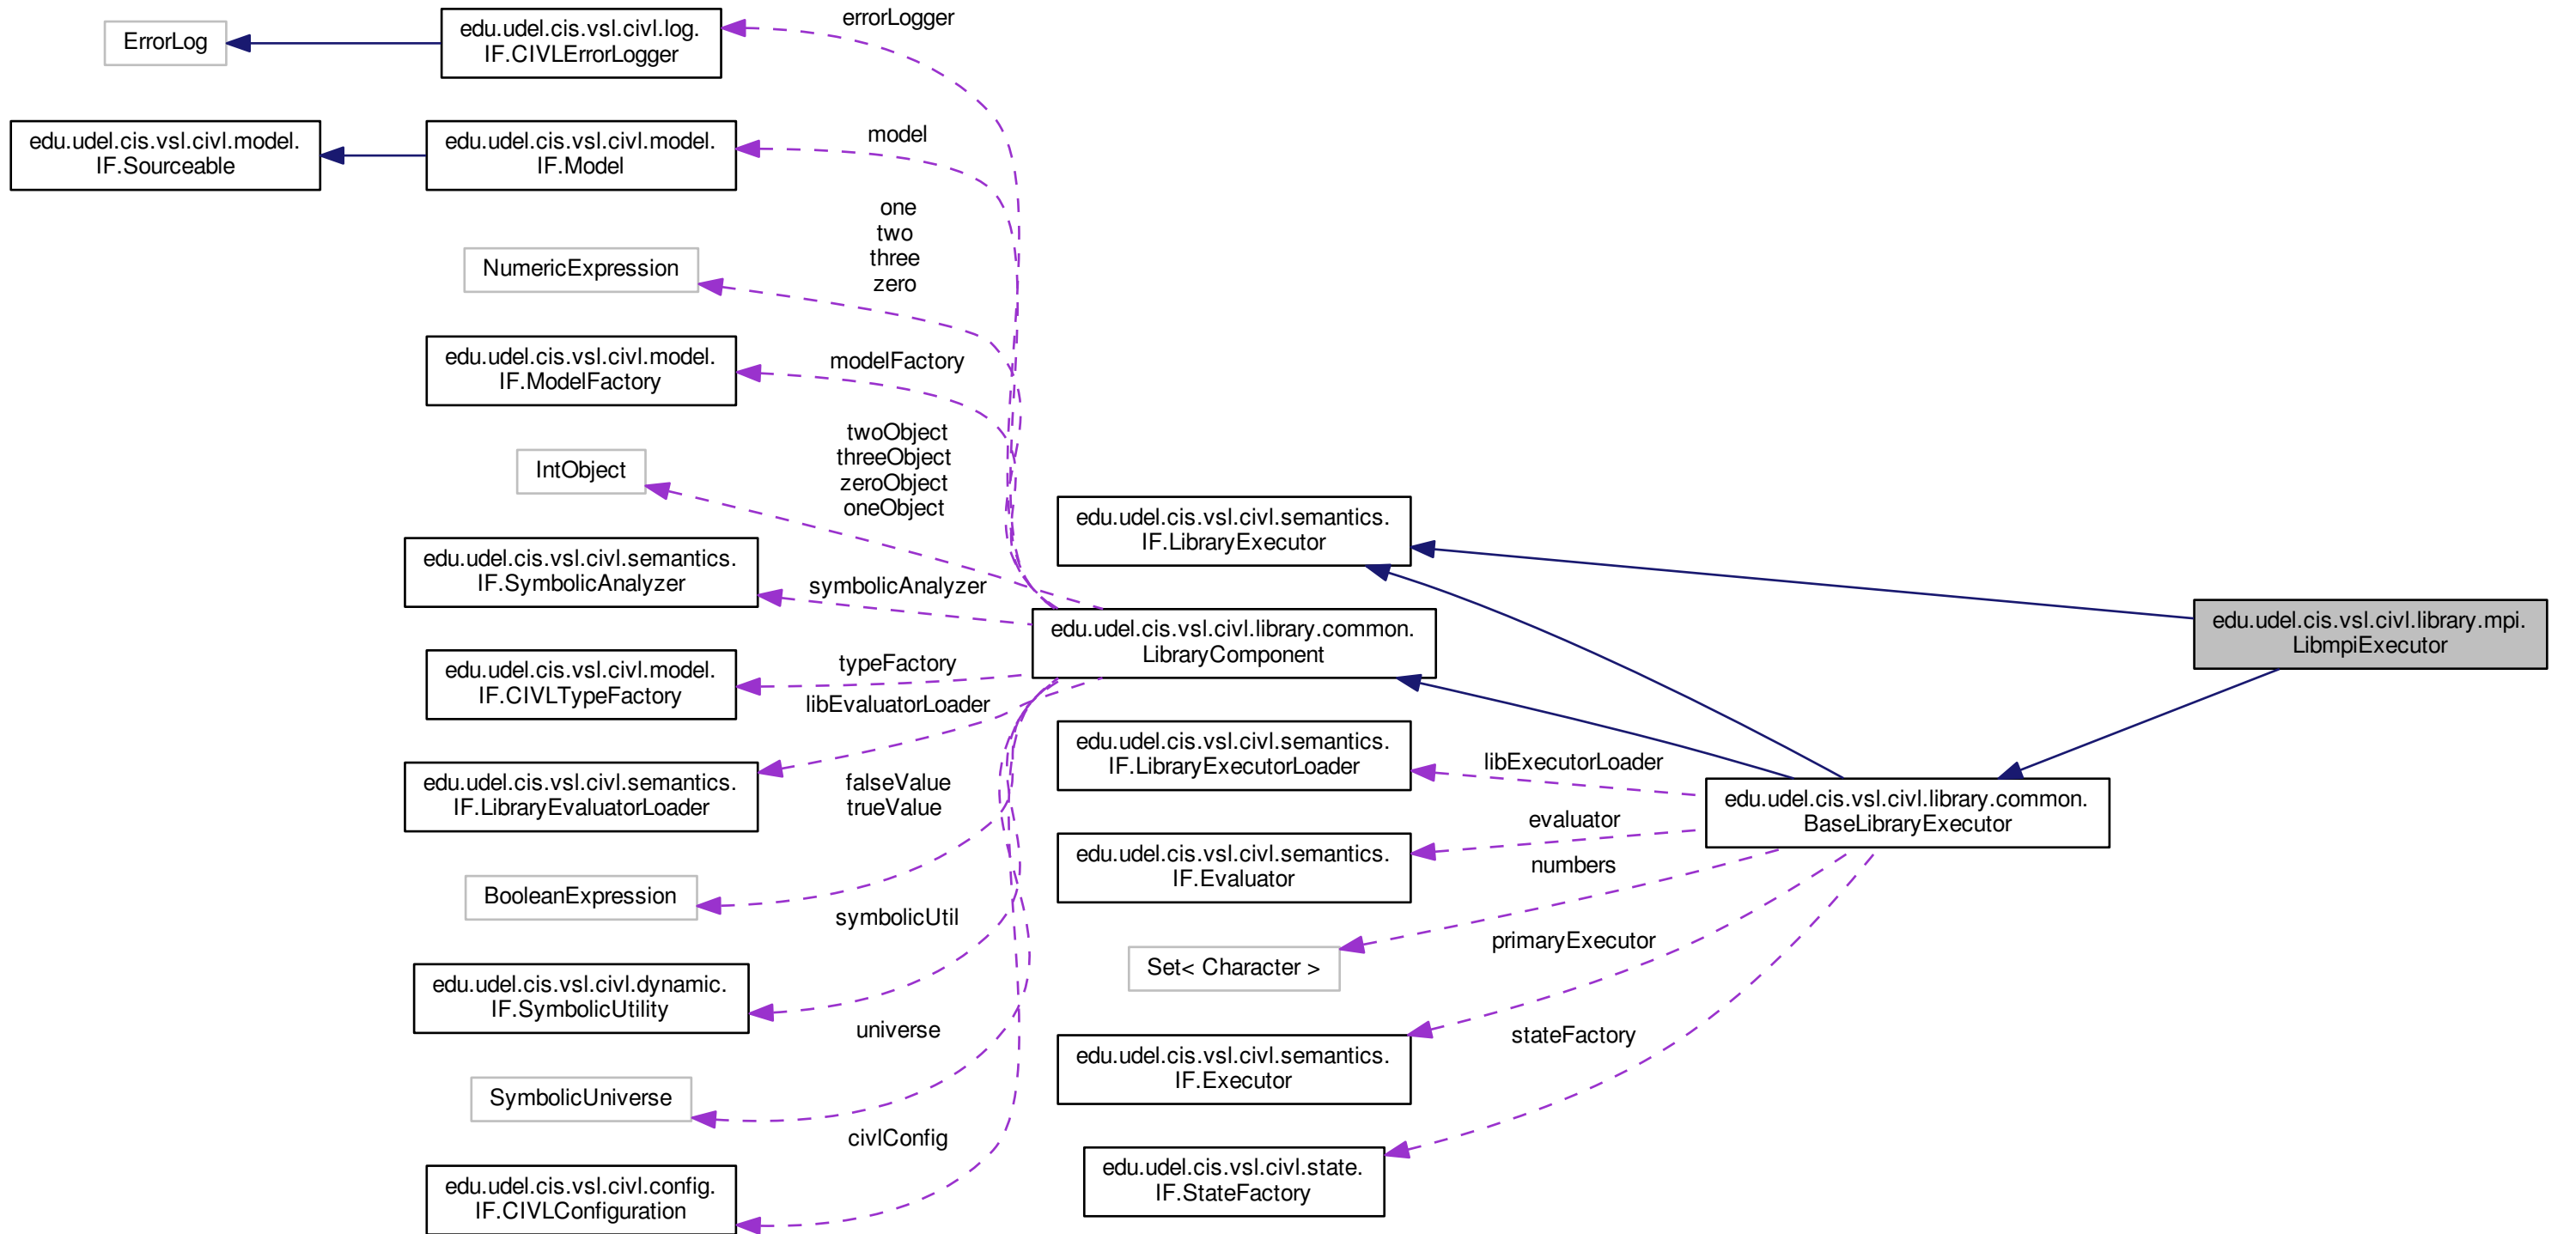 ErrorLog
edu.udel.cis.vsl.civl.log.
IF.CIVLErrorLogger
errorLogger
edu.udel.cis.vsl.civl.model.
IF.Sourceable
edu.udel.cis.vsl.civl.model.
IF.Model
model
NumericExpression
one
two
three
zero
edu.udel.cis.vsl.civl.model.
IF.ModelFactory
modelFactory
IntObject
twoObject
threeObject
zeroObject
oneObject
edu.udel.cis.vsl.civl.semantics.
IF.SymbolicAnalyzer
symbolicAnalyzer
edu.udel.cis.vsl.civl.model.
IF.CIVLTypeFactory
typeFactory
edu.udel.cis.vsl.civl.semantics.
IF.LibraryEvaluatorLoader
libEvaluatorLoader
BooleanExpression
falseValue
trueValue
edu.udel.cis.vsl.civl.dynamic.
IF.SymbolicUtility
symbolicUtil
SymbolicUniverse
universe
edu.udel.cis.vsl.civl.config.
IF.CIVLConfiguration
civlConfig
edu.udel.cis.vsl.civl.semantics.
IF.LibraryExecutor
edu.udel.cis.vsl.civl.library.common.
LibraryComponent
edu.udel.cis.vsl.civl.semantics.
IF.LibraryExecutorLoader
libExecutorLoader
edu.udel.cis.vsl.civl.semantics.
IF.Evaluator
evaluator
Set< Character >
numbers
edu.udel.cis.vsl.civl.semantics.
IF.Executor
primaryExecutor
edu.udel.cis.vsl.civl.state.
IF.StateFactory
stateFactory
edu.udel.cis.vsl.civl.library.common.
BaseLibraryExecutor
edu.udel.cis.vsl.civl.library.mpi.
LibmpiExecutor